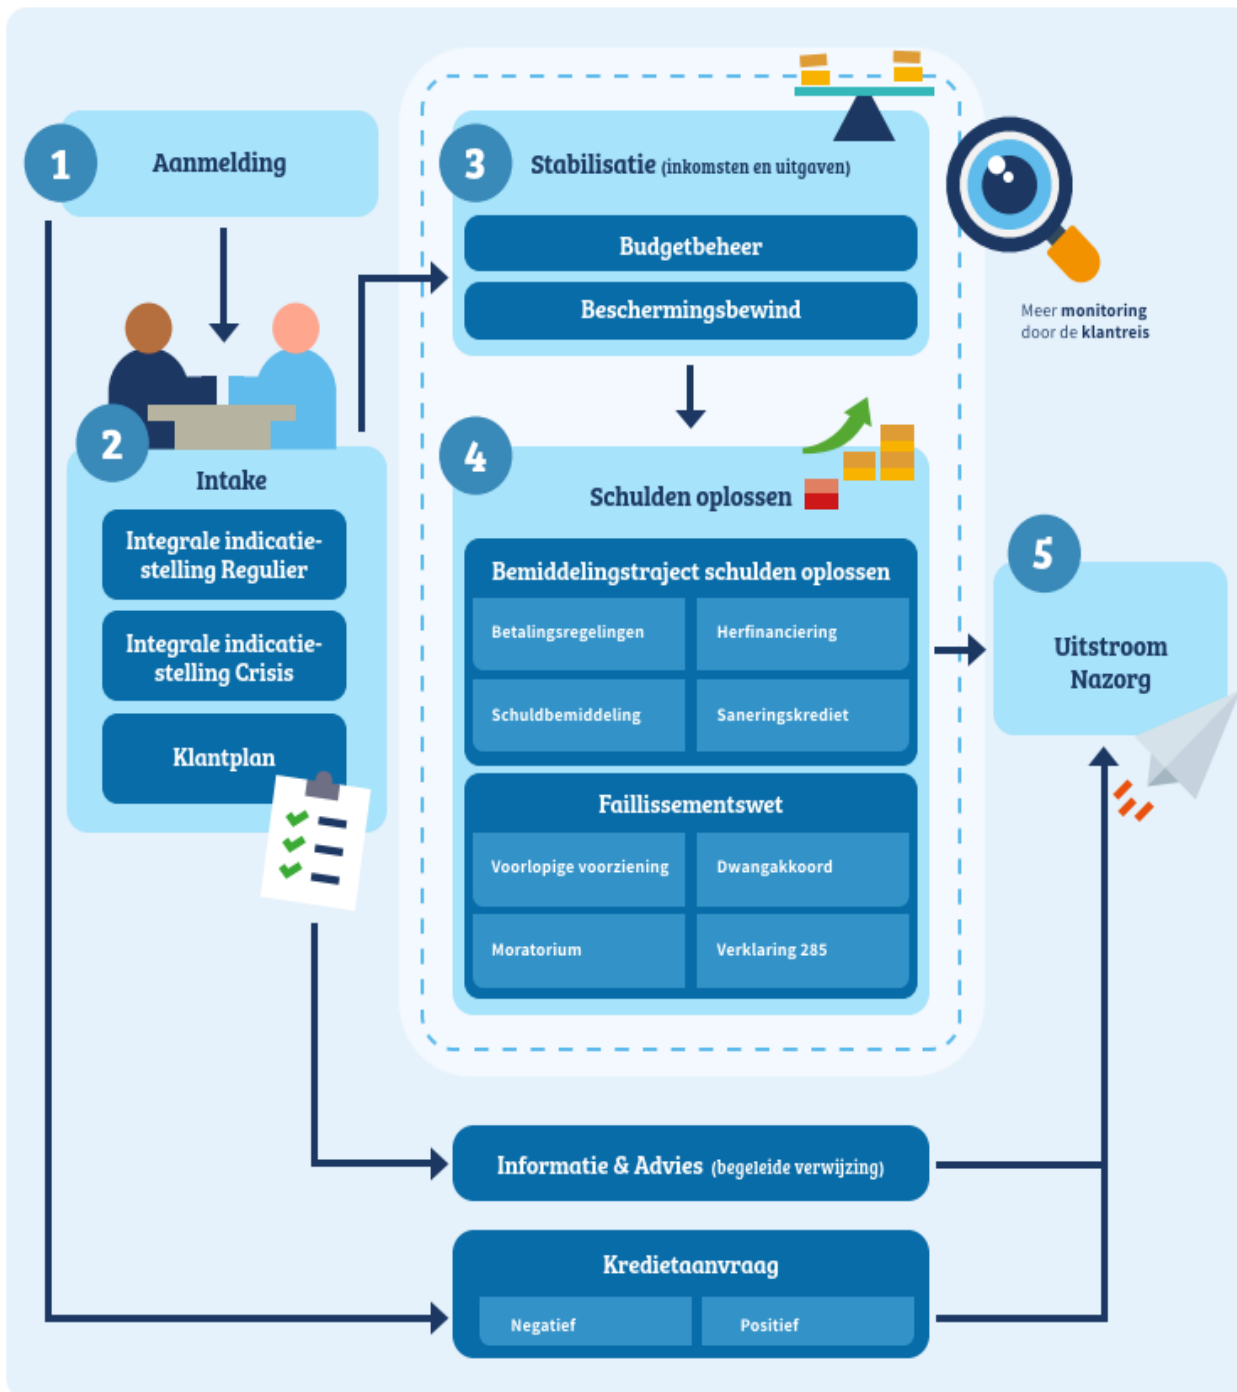 1
Aanmelding
2
Intake
Integrale indicatie-
stelling Regulier
Integrale indicatie-
stelling Crisis
Klantplan
3
Stabilisatie (inkomsten en uitgaven)
Budgetbeheer
Beschermingsbewind
Meer monitoring
door de klantreis
4
Schulden oplossen
Bemiddelingstraject schulden oplossen
Betalingsregelingen
Herfinanciering
Schuldbemiddeling
Saneringskrediet
Faillissementswet
Voorlopige voorziening
Dwangakkoord
Moratorium
Verklaring 285
5
Uitstroom
Nazorg
Informatie & Advies (begeleide verwijzing)
Kredietaanvraag
Negatief
Positief